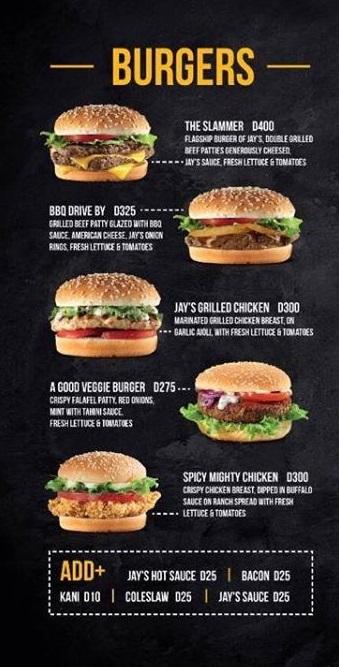 BURGERS
THE SLAMMER D400
FLAGSHIP BURGER OF JAY'S, DOUBLE GRILLED
BEEF PATTIES GENEROUSLY CHEESED,
JAY'S SAUCE, FRESH LETTUCE & TOMATOES
BBQ DRIVE BY D325
GRILLED BEEF PATTY GLAZED WITH BBQ
SAUCE, AMERICAN CHEESE, JAY'S ONION
RINGS, FRESH LETTUCE & TOMATOES
JAY'S GRILLED CHICKEN D300
MARINATED GRILLED CHICKEN BREAST, ON
GARLIC AIOLI, WITH FRESH LETTUCE & TOMATOES
A GOOD VEGGIE BURGER D275
CRISPY FALAFEL PATTY, RED ONIONS,
MINT WITH TAHINI SAUCE,
FRESH LETTUCE & TOMATOES
SPICY MIGHTY CHICKEN D300
CRISPY CHICKEN BREAST, DIPPED IN BUFFALO
SAUCE ON RANCH SPREAD WITH FRESH
LETTUCE & TOMATOES
ADD+ JAY'S HOT SAUCE D25 | BACON D25
KANI D10 | COLESLAW D25 | JAY'S SAUCE D25